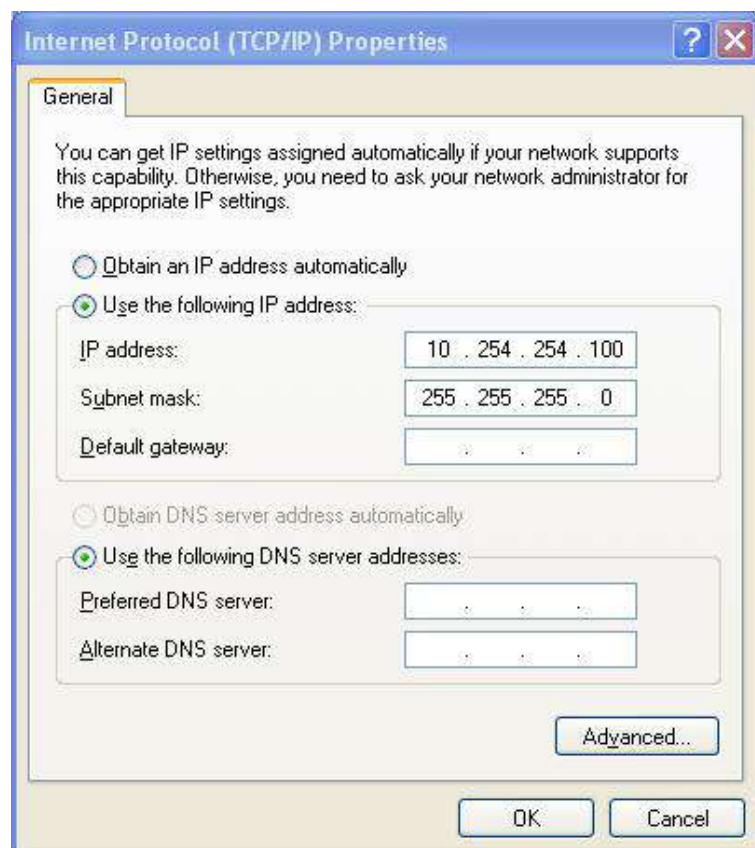 Internet Protocol (TCP/IP) Properties
General
You can get IP settings assigned automatically if your network supports
this capability. Otherwise, you need to ask your network administrator for
the appropriate IP settings.
Obtain an IP address automatically
Use the following IP address:
IP address: 10 . 254 . 254 . 100
Subnet mask: 255 . 255 . 255 . 0
Default gateway: . . .
Obtain DNS server address automatically
Use the following DNS server addresses:
Preferred DNS server: . . .
Alternate DNS server: . . .
Advanced...
OK Cancel